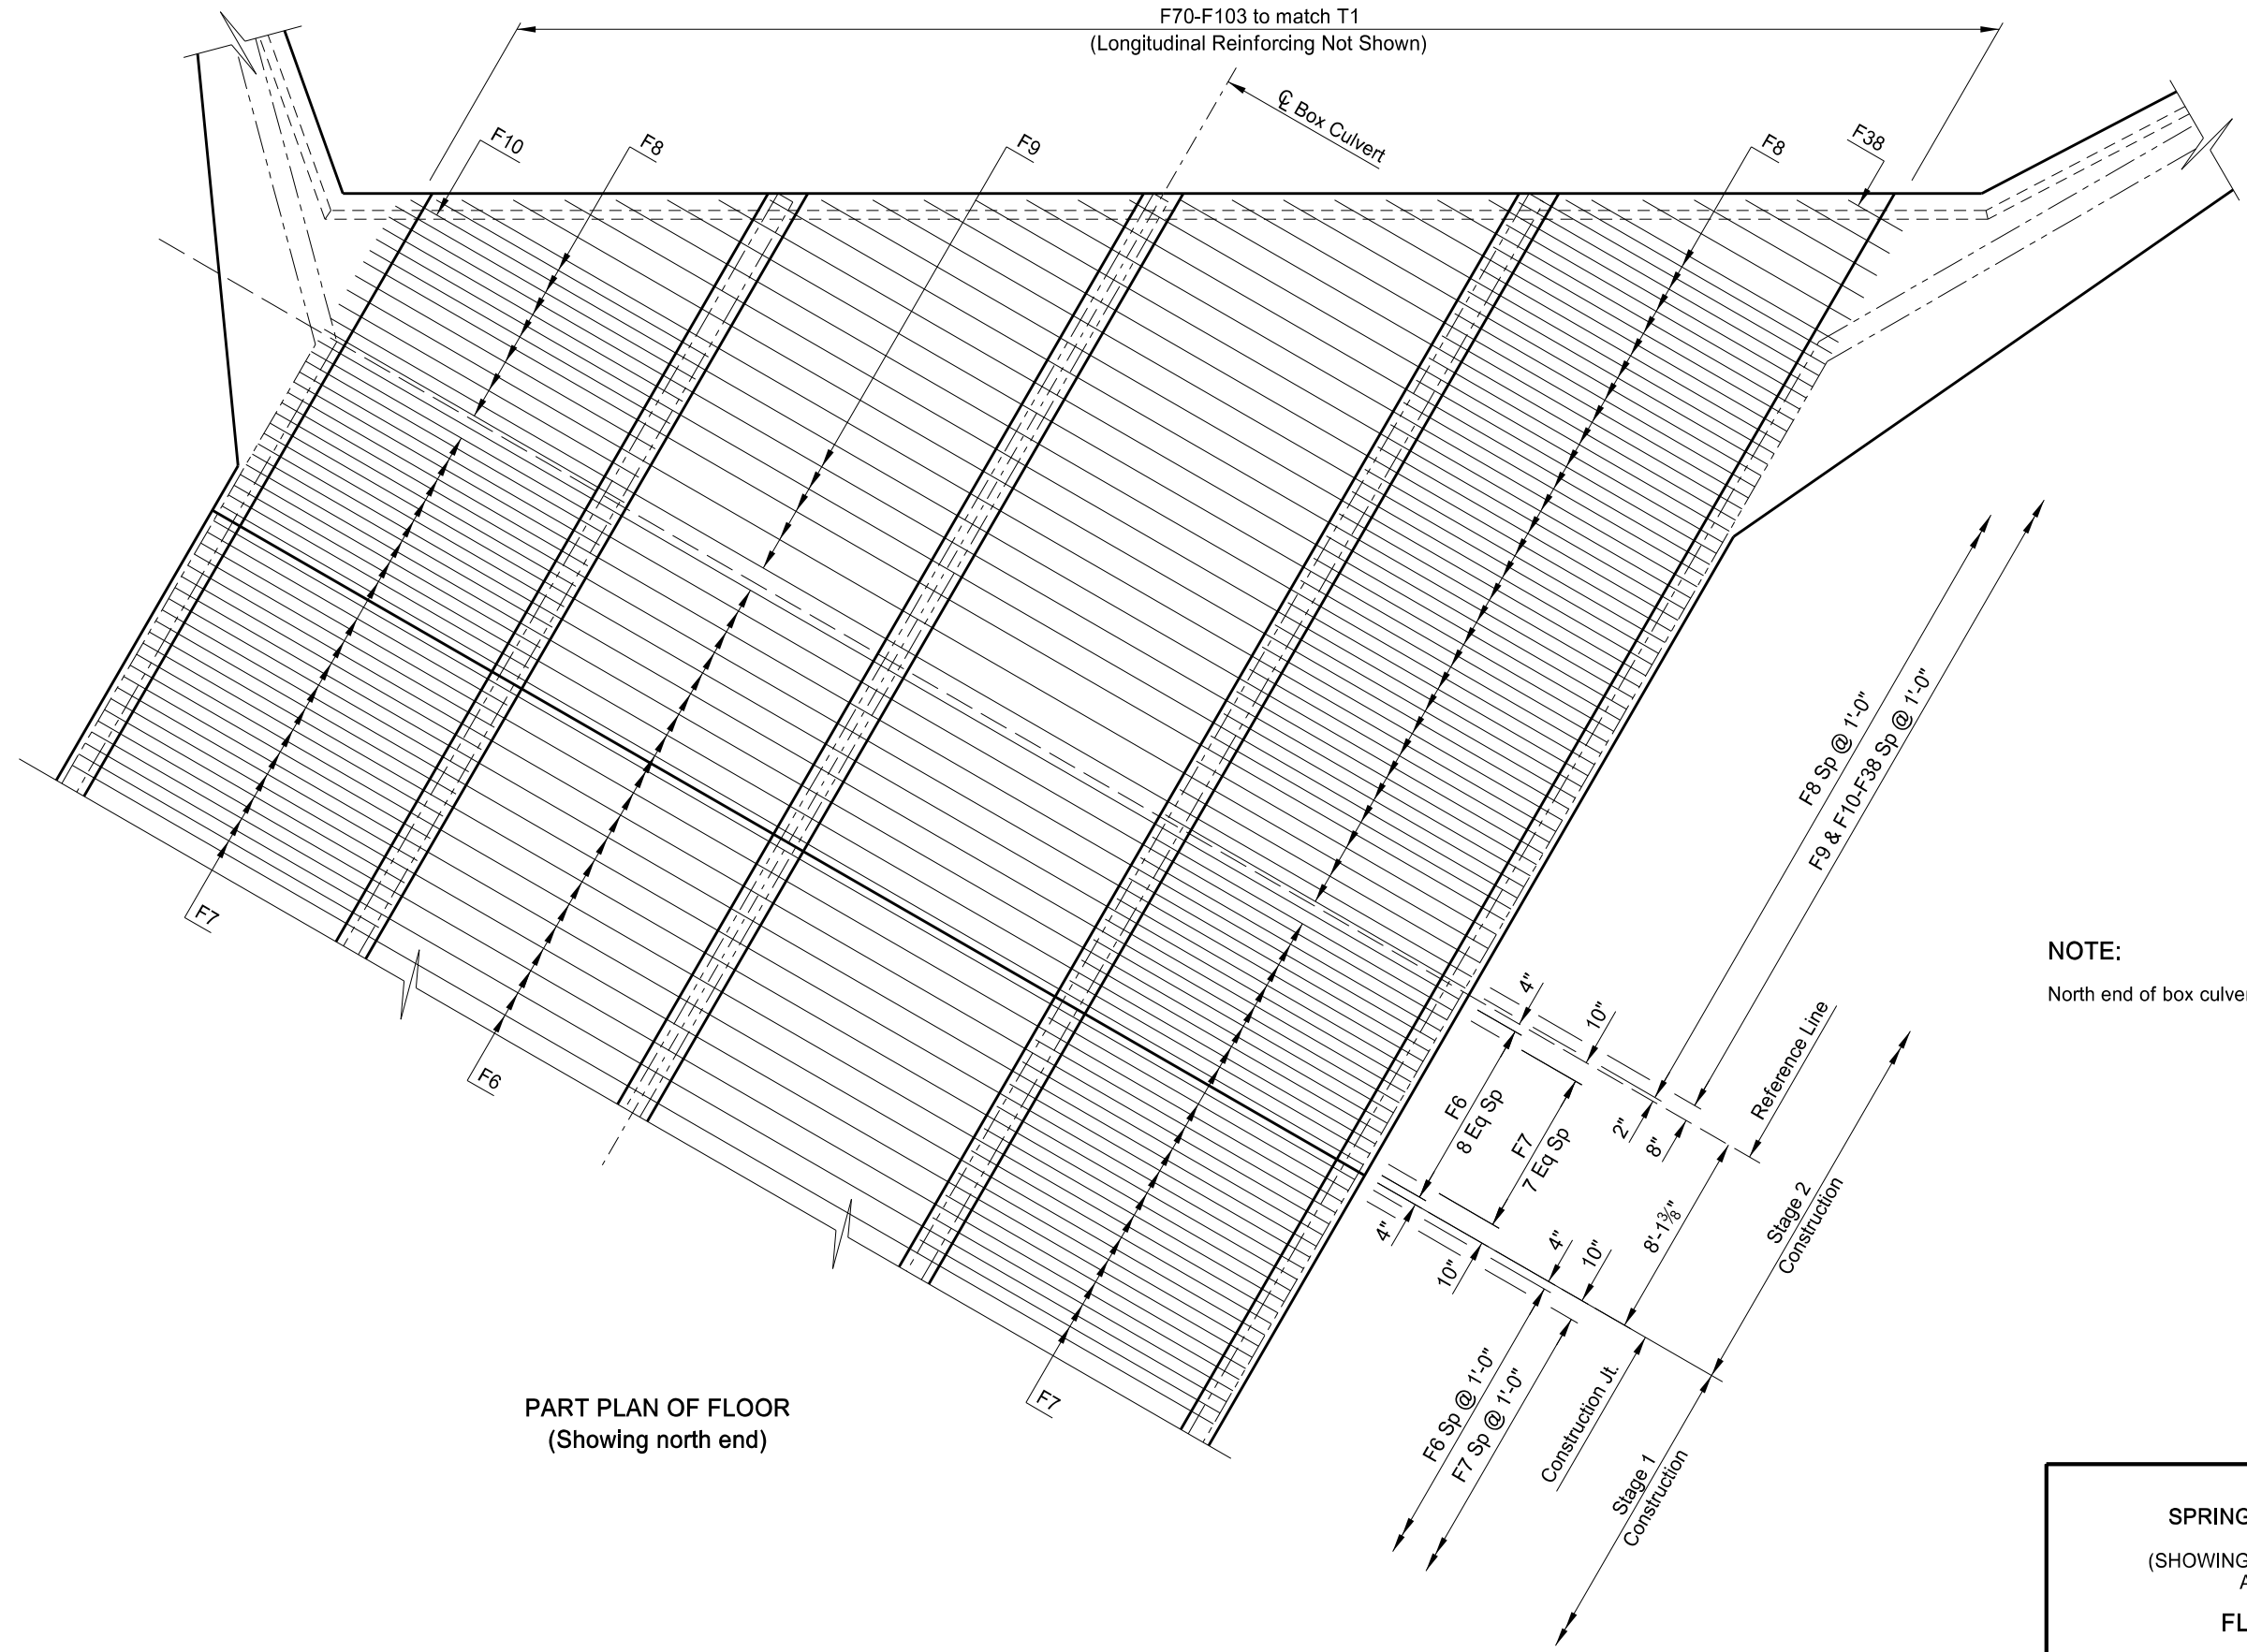 F70-F103 to match T1
(Longitudinal Reinforcing Not Shown)
℄ Box Culvert
F10
F8
F9
F8
F38
F8 Sp @ 1'-0"
F9 & F10-F38 Sp @ 1'-0"
NOTE:
North end of box
4"
10"
Reference Line
F6
8 Eq Sp
F7
7 Eq Sp
2"
8"
8'-1⅜"
Stage 2
Construction
4"
10"
4"
10"
F7
F6
F7
F6 Sp @ 1'-0"
F7 Sp @ 1'-0"
Construction Jt.
Stage 1
Construction
PART PLAN OF FLOOR
(Showing north end)
SPRING
(SHOWING